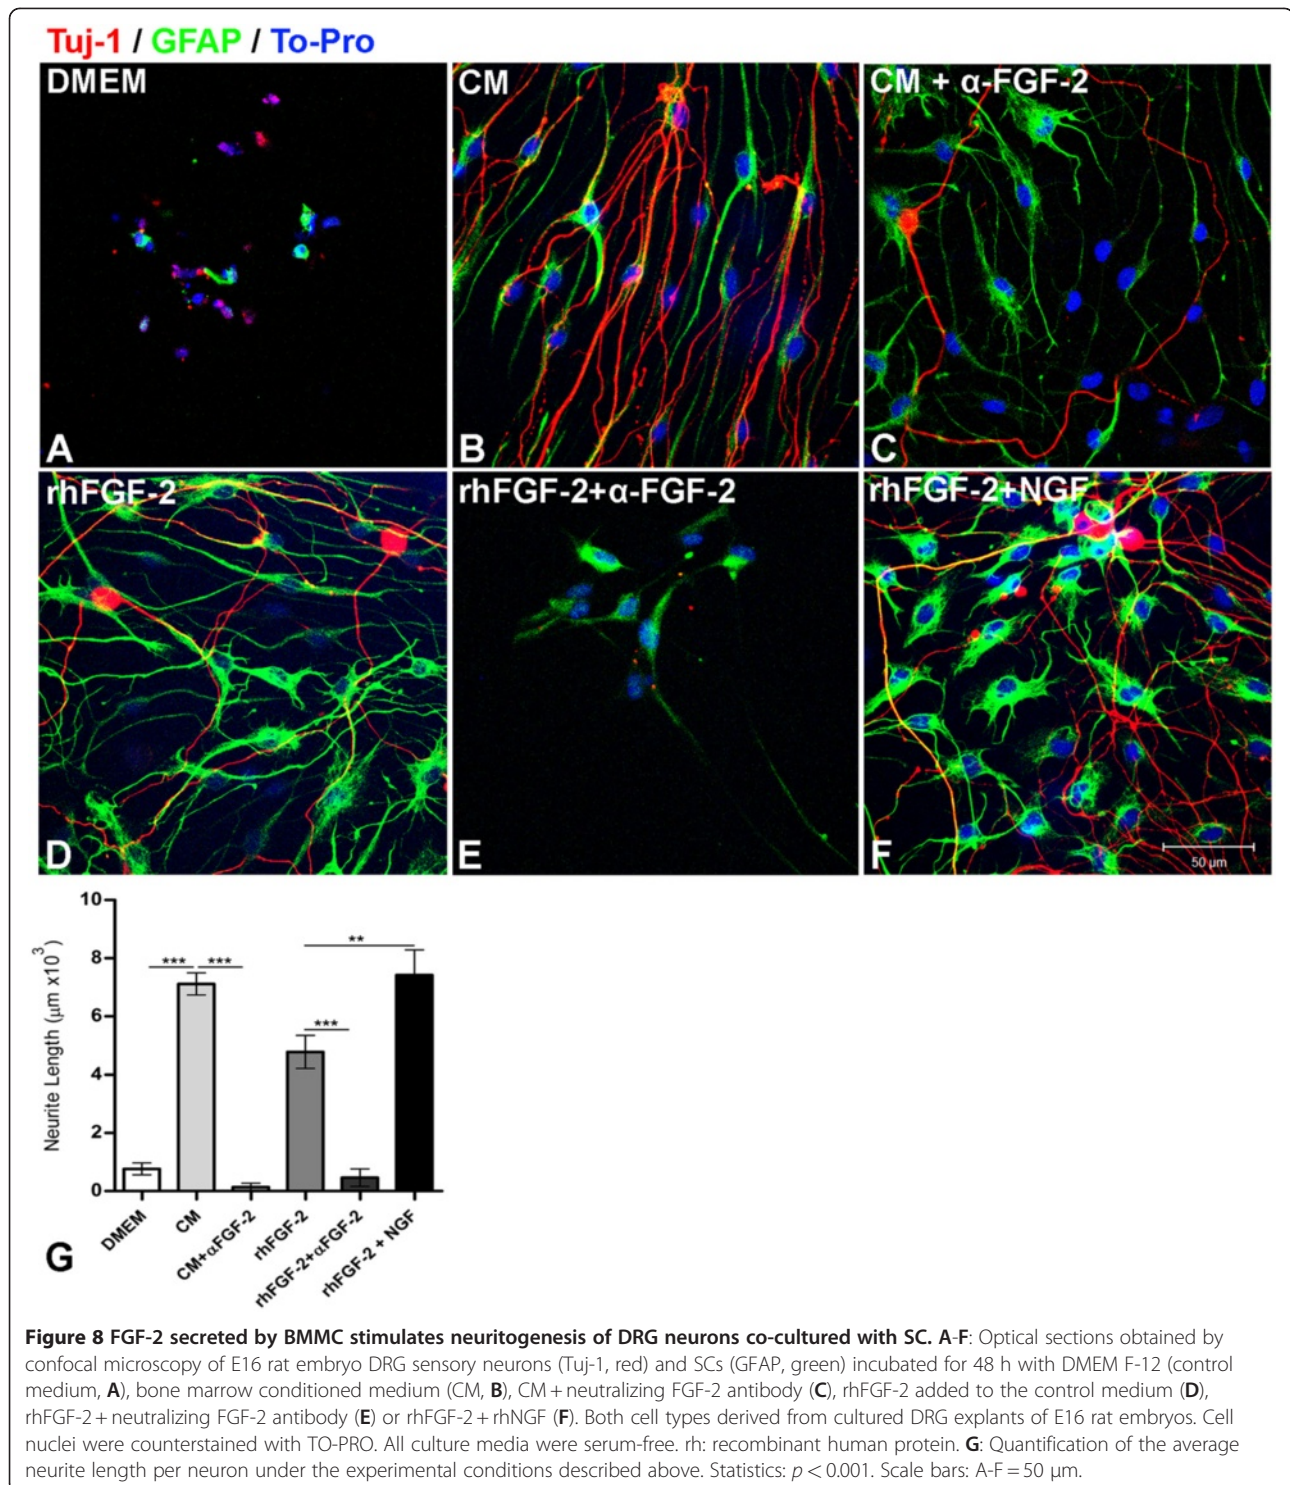 Tuj-1 / GFAP / To-Pro
DMEM
CM
CM + α-FGF-2
A
B
C
rhFGF-2
rhFGF-2+α-FGF-2
rhFGF-2+NGF
D
E
F
50 µm
Neurite Length (µm x10³)
10
8
6
4
2
0
***
***
***
**
DMEM
CM
CM+αFGF-2
rhFGF-2
rhFGF-2+αFGF-2
rhFGF-2 + NGF
G
Figure 8 FGF-2 secreted by BMMC stimulates neuritogenesis of DRG neurons co-cultured with SC. A-F: Optical sections obtained by
confocal microscopy of E16 rat embryo DRG sensory neurons (Tuj-1, red) and SCs (GFAP, green) incubated for 48 h with DMEM F-12 (control
medium, A), bone marrow conditioned medium (CM, B), CM + neutralizing FGF-2 antibody (C), rhFGF-2 added to the control medium (D),
rhFGF-2 + neutralizing FGF-2 antibody (E) or rhFGF-2 + rhNGF (F). Both cell types derived from cultured DRG explants of E16 rat embryos. Cell
nuclei were counterstained with TO-PRO. All culture media were serum-free. rh: recombinant human protein. G: Quantification of the average
neurite length per neuron under the experimental conditions described above. Statistics: p < 0.001. Scale bars: A-F = 50 µm.